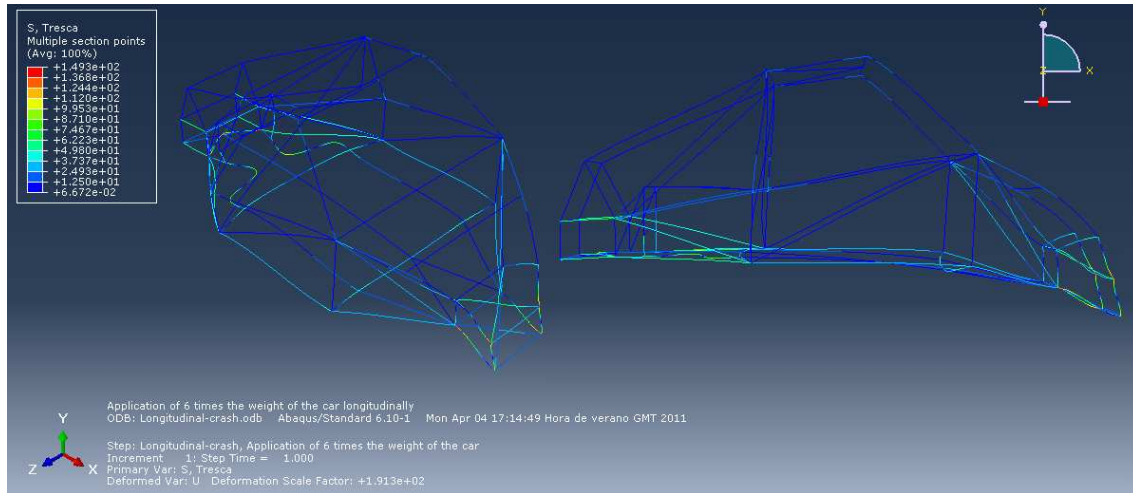 S, Tresca
Multiple section points
(Avg: 100%)
+1.493e+02
+1.368e+02
+1.244e+02
+1.120e+02
+9.953e+01
+8.710e+01
+7.467e+01
+6.223e+01
+4.980e+01
+3.737e+01
+2.493e+01
+1.250e+01
+6.672e-02
Y
Z
X
Application of 6 times the weight of the car longitudinally
ODB: Longitudinal-crash.odb Abaqus/Standard 6.10-1 Mon Apr 04 17:14:49 Hora de verano GMT 2011
Y
Z
X
Step: Longitudinal-crash, Application of 6 times the weight of the car
Increment 1: Step Time = 1.000
Primary Var: S, Tresca
Deformed Var: U Deformation Scale Factor: +1.913e+02